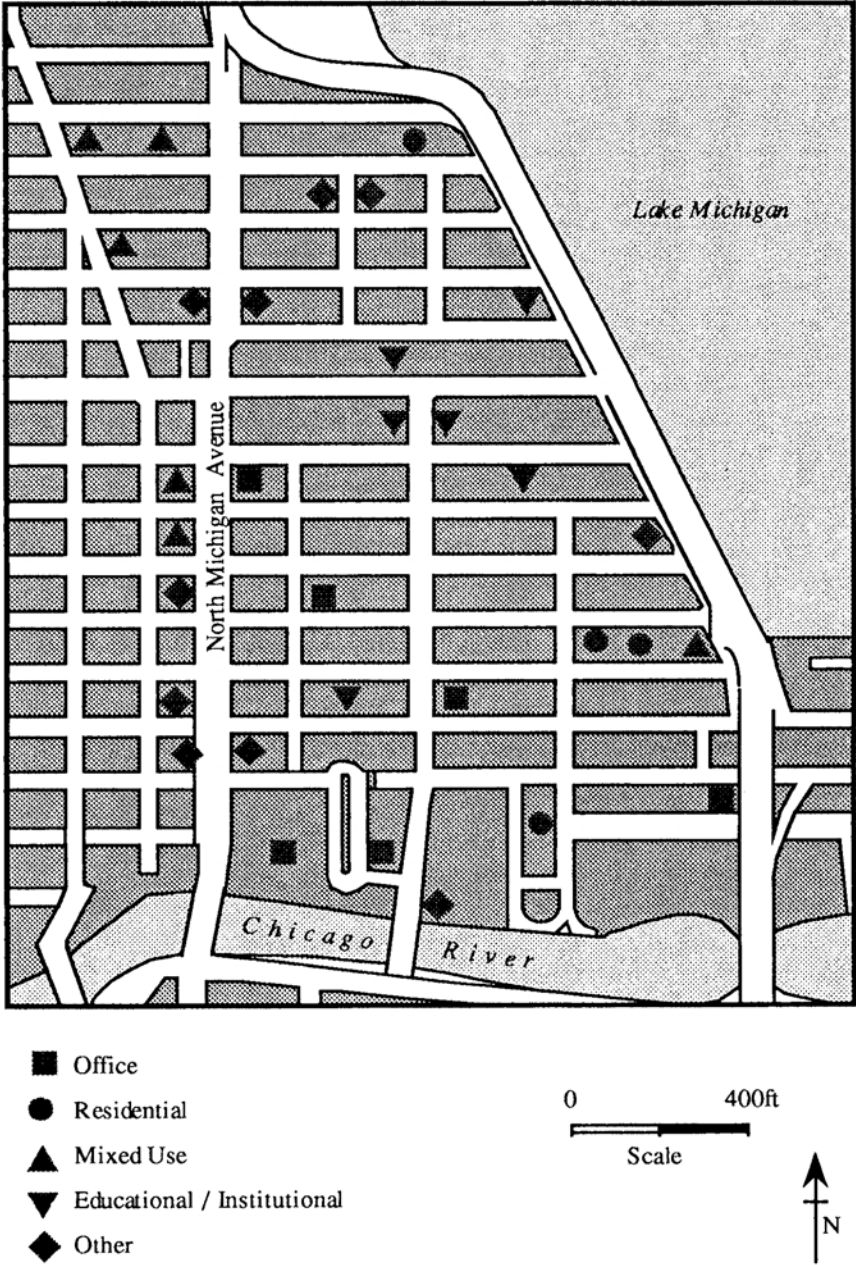 Lake Michigan
North Michigan Avenue
Chicago River
Office
Residential
Mixed Use
Educational / Institutional
Other
0 400ft
Scale
N